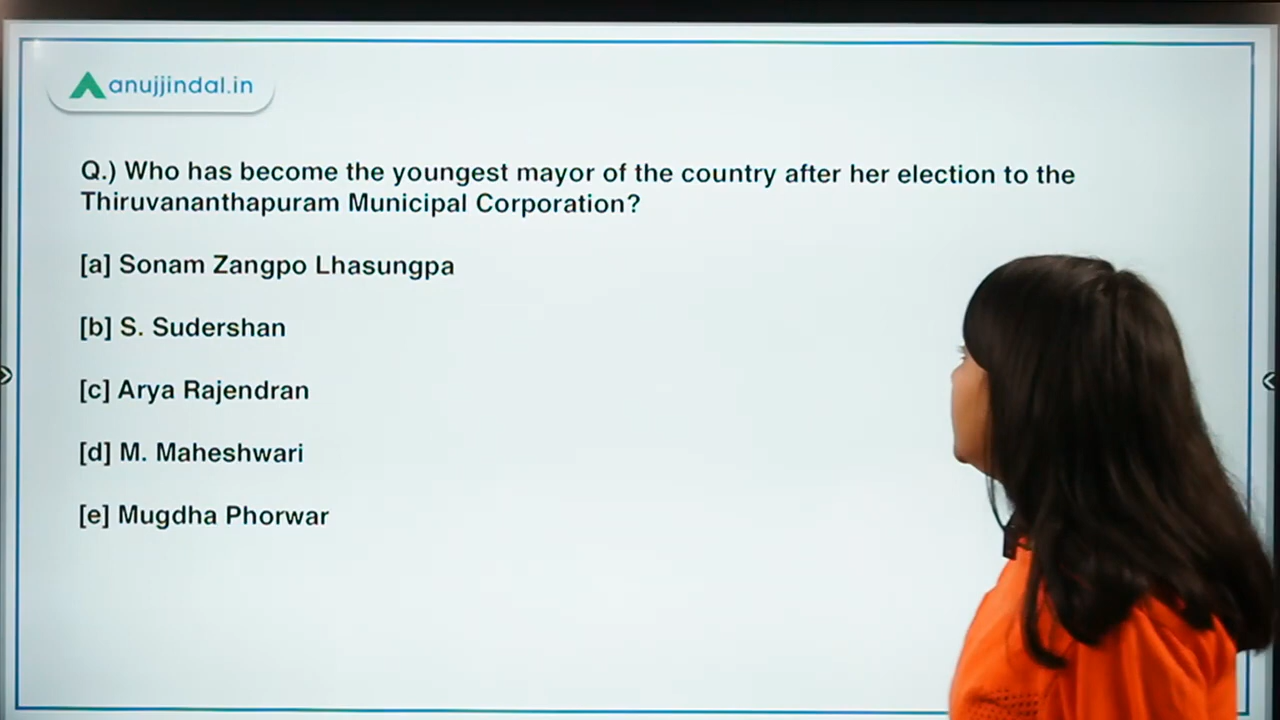 anujjindal.in
Q.) Who has become the youngest mayor of the country after her election to the
Thiruvananthapuram Municipal Corporation?
[a] Sonam Zangpo Lhasungpa
[b] S. Sudershan
[c] Arya Rajendran
[d] M. Maheshwari
[e] Mugdha Phorwar